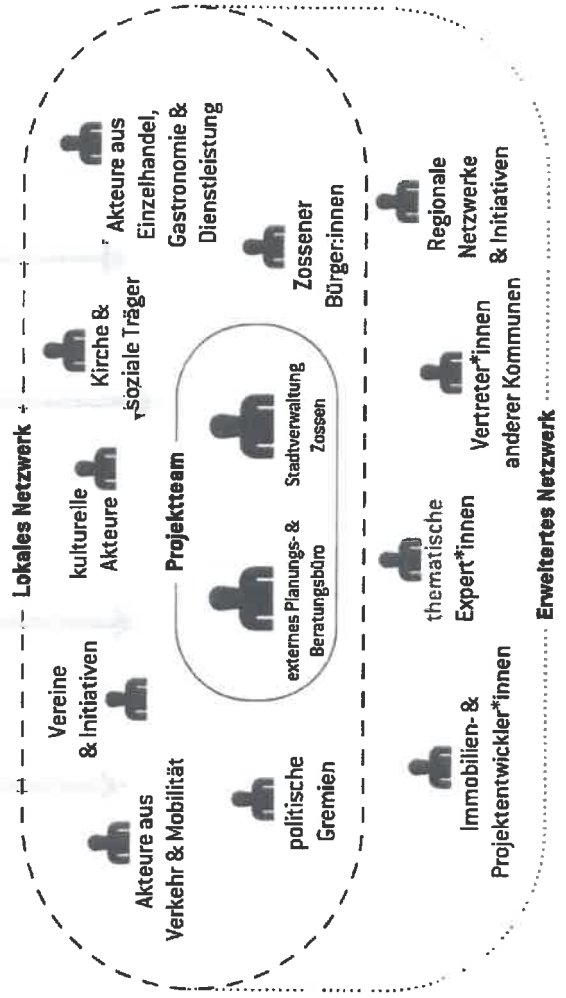 Lokales Netzwerk
Akteure aus
Verkehr & Mobilität
Vereine
& Initiativen
kulturelle
Akteure
Kirche &
soziale Träger
Akteure aus
Einzelhandel,
Gastronomie &
Dienstleistung
politische
Gremien
Projektteam
externes Planungs- &
Beratungsbüro
Stadtverwaltung
Zossen
Zossener
Bürger:innen
Immobilien- &
Projektentwickler*innen
thematische
Expert*innen
Vertreter*innen
anderer Kommunen
Regionale
Netzwerke
& Initiativen
Erweitertes Netzwerk